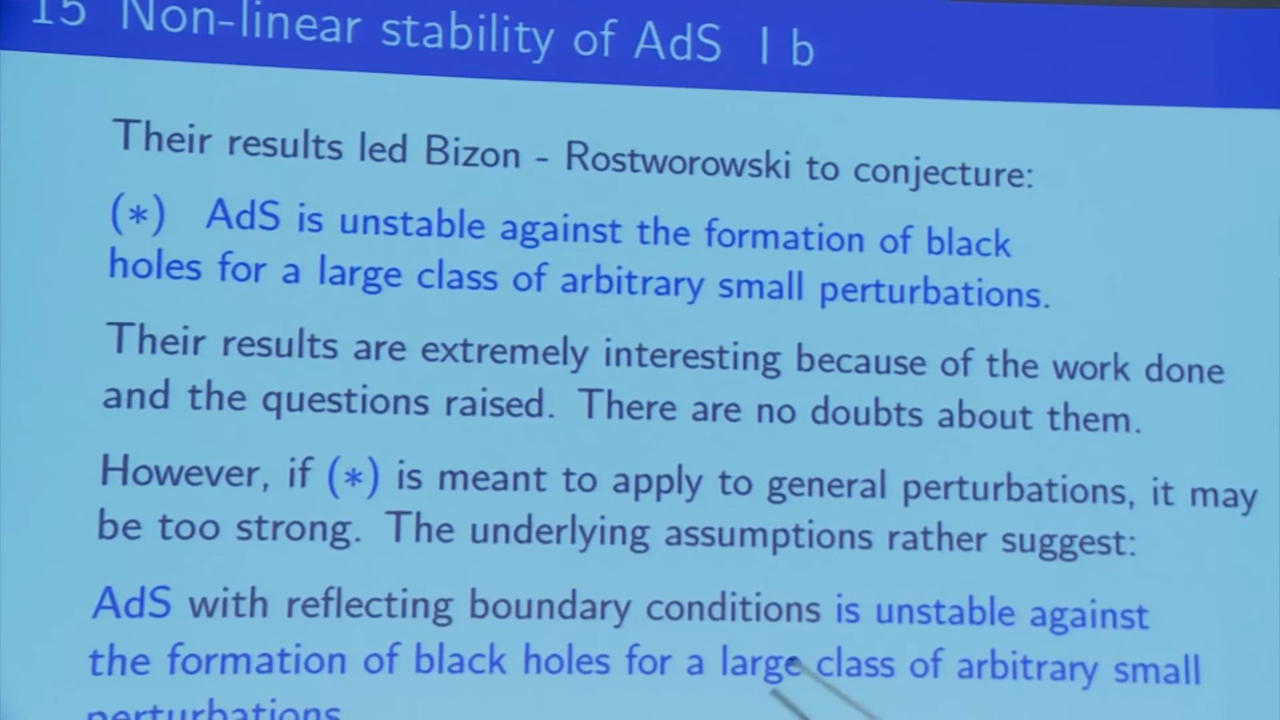 15 Non-linear stability of AdS I b
Their results led Bizon - Rostworowski to conjecture:
(*) AdS is unstable against the formation of black
holes for a large class of arbitrary small perturbations.
Their results are extremely interesting because of the work done
and the questions raised. There are no doubts about them.
However, if (*) is meant to apply to general perturbations, it may
be too strong. The underlying assumptions rather suggest:
AdS with reflecting boundary conditions is unstable against
the formation of black holes for a large class of arbitrary small
perturbations